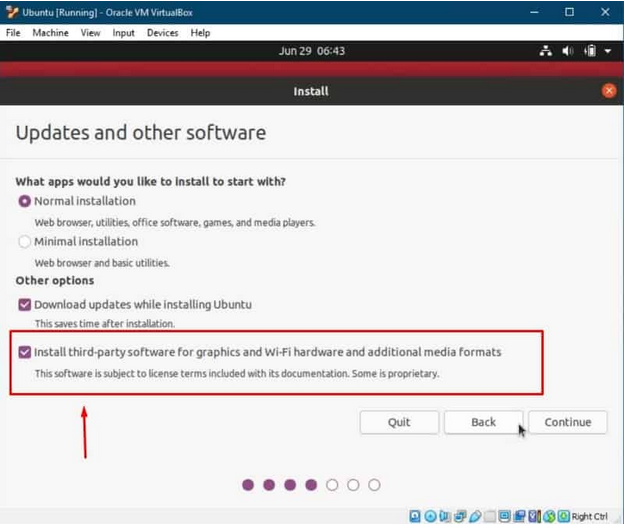 Ubuntu [Running] - Oracle VM VirtualBox
File Machine View Input Devices Help
Jun 29 06:43
Install
Updates and other software
What apps would you like to install to start with?
Normal installation
Web browser, utilities, office software, games, and media players.
Minimal installation
Web browser and basic utilities.
Other options
Download updates while installing Ubuntu
This saves time after installation.
Install third-party software for graphics and Wi-Fi hardware and additional media formats
This software is subject to license terms included with its documentation. Some is proprietary.
Quit Back Continue
Right Ctrl